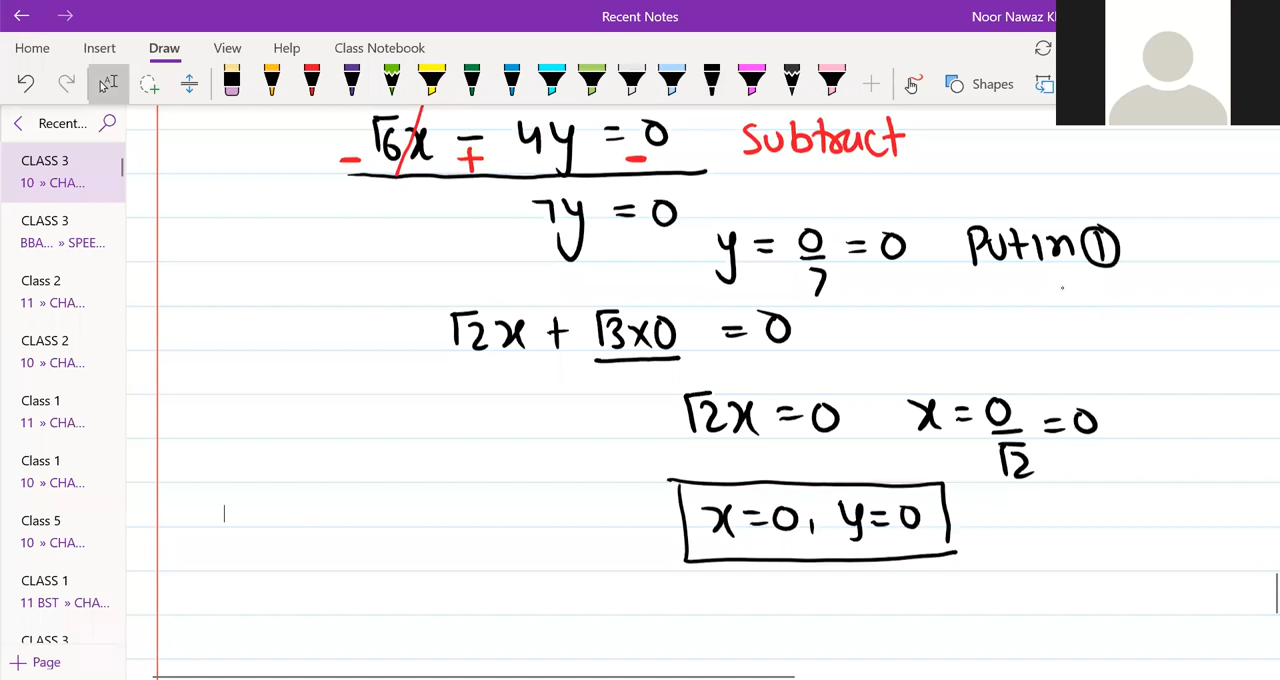 Recent Notes
Noor Nawaz Kh
Home Insert Draw View Help Class Notebook
Shapes
Recent...
CLASS 3
10 » CHA...
CLASS 3
BBA... » SPEE...
Class 2
11 » CHA...
CLASS 2
10 » CHA...
Class 1
11 » CHA...
Class 1
10 » CHA...
Class 5
10 » CHA...
CLASS 1
11 BST » CHA...
CLASS 3
Page
√6x - 4y = 0 Subtract
- + -
7y = 0
y = 0/7 = 0 Put in ①
√2x + √3×0 = 0
√2x = 0 x = 0/√2 = 0
x=0, y=0